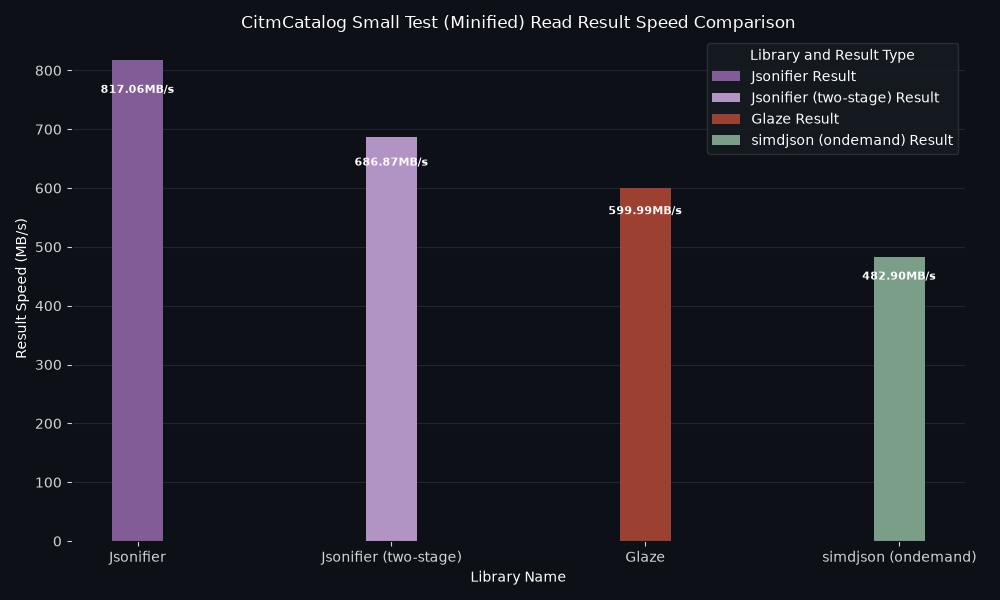 CitmCatalog Small Test (Minified) Read Result Speed Comparison
Library and Result Type
Jsonifier Result
Jsonifier (two-stage) Result
Glaze Result
simdjson (ondemand) Result
Result Speed (MB/s)
800
700
600
500
400
300
200
100
0
817.06MB/s
686.87MB/s
599.99MB/s
482.90MB/s
Jsonifier
Jsonifier (two-stage)
Glaze
simdjson (ondemand)
Library Name